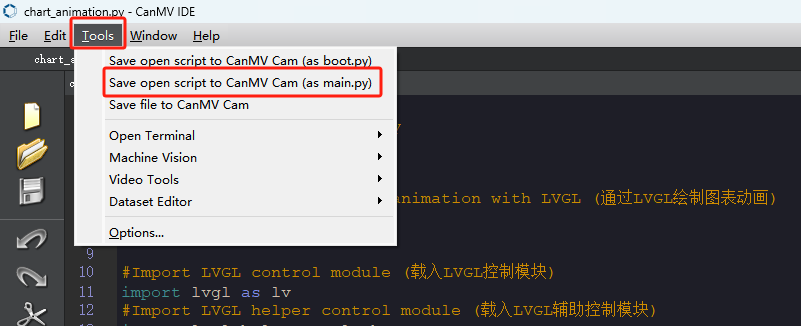 chart_animation.py - CanMV IDE
File Edit Tools Window Help
Save open script to CanMV Cam (as boot.py)
Save open script to CanMV Cam (as main.py)
Save file to CanMV Cam
Open Terminal
Machine Vision
Video Tools
nimation with LVGL (通过LVGL绘制图表动画)
Dataset Editor
Options...
9
10 #Import LVGL control module (载入LVGL控制模块)
11 import lvgl as lv
12 #Import LVGL helper control module (载入LVGL辅助控制模块)